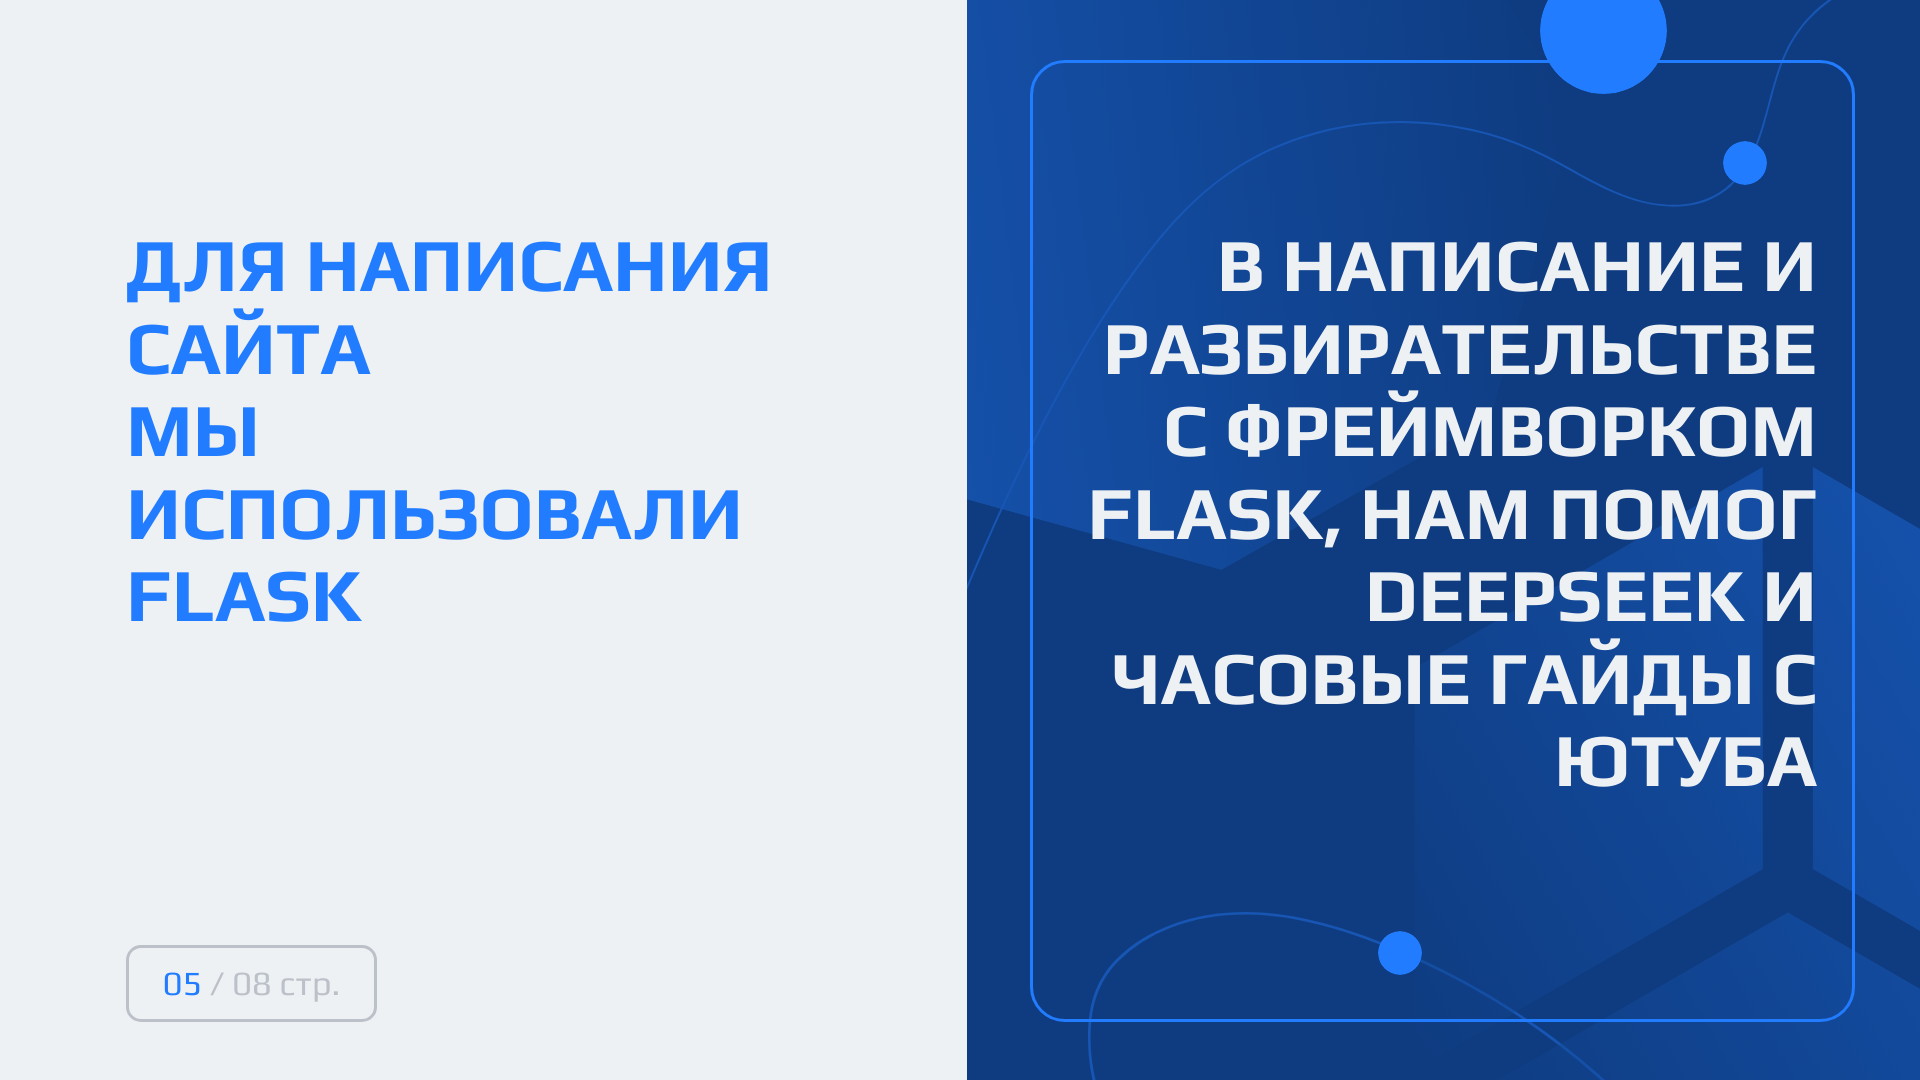 ДЛЯ НАПИСАНИЯ
САЙТА
МЫ
ИСПОЛЬЗОВАЛИ
FLASK
В НАПИСАНИЕ И
РАЗБИРАТЕЛЬСТВЕ
С ФРЕЙМВОРКОМ
FLASK, НАМ ПОМОГ
DEEPSEEK И
ЧАСОВЫЕ ГАЙДЫ С
ЮТУБА
05 / 08 стр.